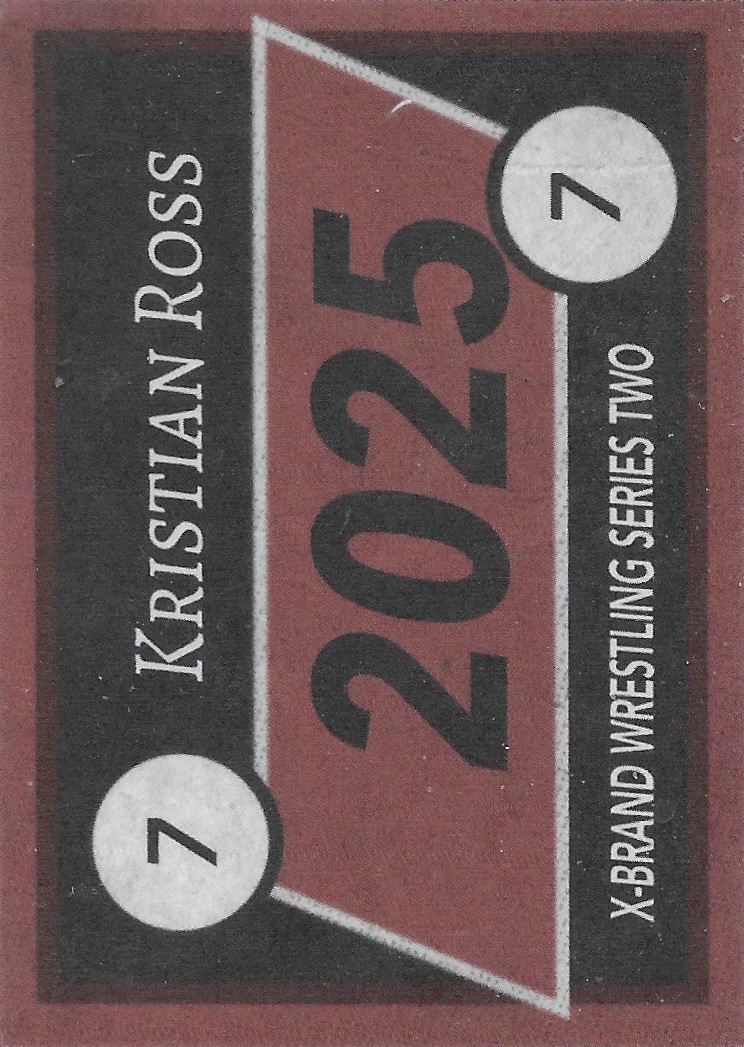 7 KRISTIAN ROSS
2025
X-BRAND WRESTLING SERIES TWO 7